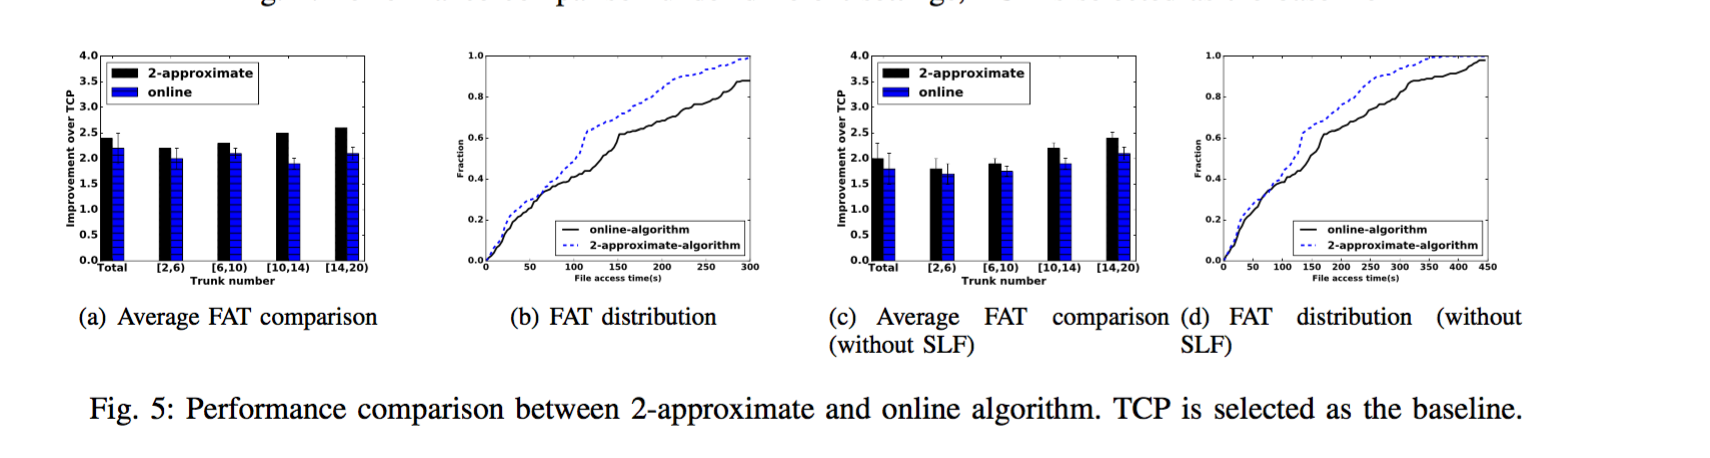 4.0
3.5
3.0
2.5
2.0
1.5
1.0
0.5
0.0
Improvement over TCP
2-approximate
online
Total [2,6) [6,10) [10,14) [14,20)
Trunk number
(a) Average FAT comparison
1.0
0.8
0.6
0.4
0.2
0.0
Fraction
online-algorithm
2-approximate-algorithm
0 50 100 150 200 250 300
File access time(s)
(b) FAT distribution
4.0
3.5
3.0
2.5
2.0
1.5
1.0
0.5
0.0
Improvement over TCP
2-approximate
online
Total [2,6) [6,10) [10,14) [14,20)
Trunk number
(c) Average FAT comparison
(without SLF)
1.0
0.8
0.6
0.4
0.2
0.0
Fraction
online-algorithm
2-approximate-algorithm
0 50 100 150 200 250 300 350 400 450
File access time(s)
(d) FAT distribution (without
SLF)
Fig. 5: Performance comparison between 2-approximate and online algorithm. TCP is selected as the baseline.